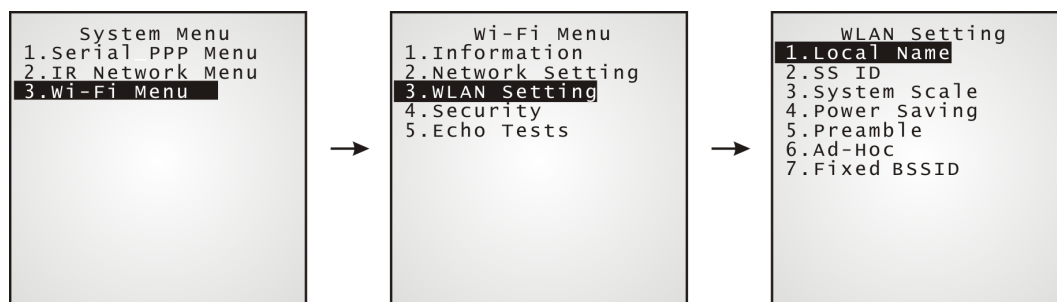 System Menu
1.Serial PPP Menu
2.IR Network Menu
3.Wi-Fi Menu
Wi-Fi Menu
1.Information
2.Network Setting
3.WLAN Setting
4.Security
5.Echo Tests
WLAN Setting
1.Local Name
2.SS ID
3.System Scale
4.Power Saving
5.Preamble
6.Ad-Hoc
7.Fixed BSSID